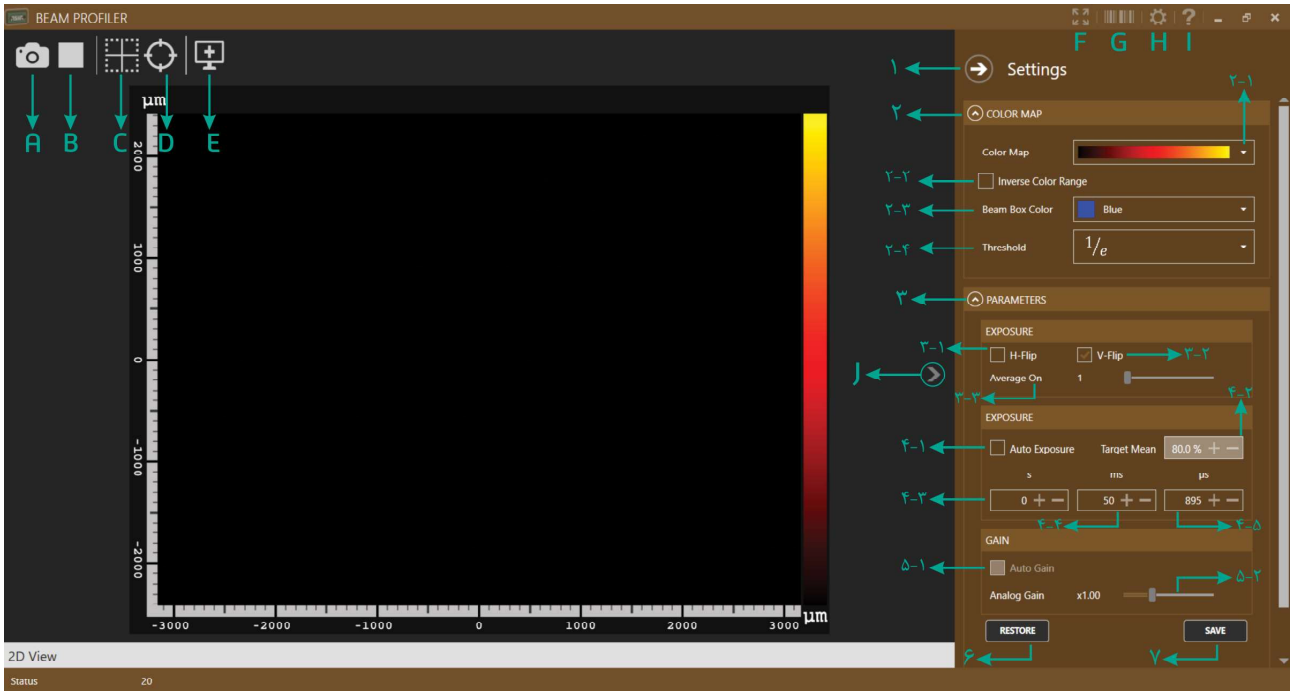 BEAM PROFILER
F G H I
A B C D E
۱ Settings
۲-۱
۲ COLOR MAP
Color Map
۲-۲ Inverse Color Range
۲-۳ Beam Box Color Blue
۲-۴ Threshold 1/e
۳ PARAMETERS
EXPOSURE
۳-۱ H-Flip V-Flip ۳-۲
J
Average On 1
۳-۳ ۴-۲
EXPOSURE
۴-۱ Auto Exposure Target Mean 80.0 %
s ms µs
۴-۳ 0 50 895
۴-۴ ۴-۵
GAIN
۵-۱ Auto Gain
۵-۲
Analog Gain x1.00
RESTORE SAVE
۶ ۷
µm
2000
1000
0
-1000
-2000
-3000 -2000 -1000 0 1000 2000 3000 µm
2D View
Status 20